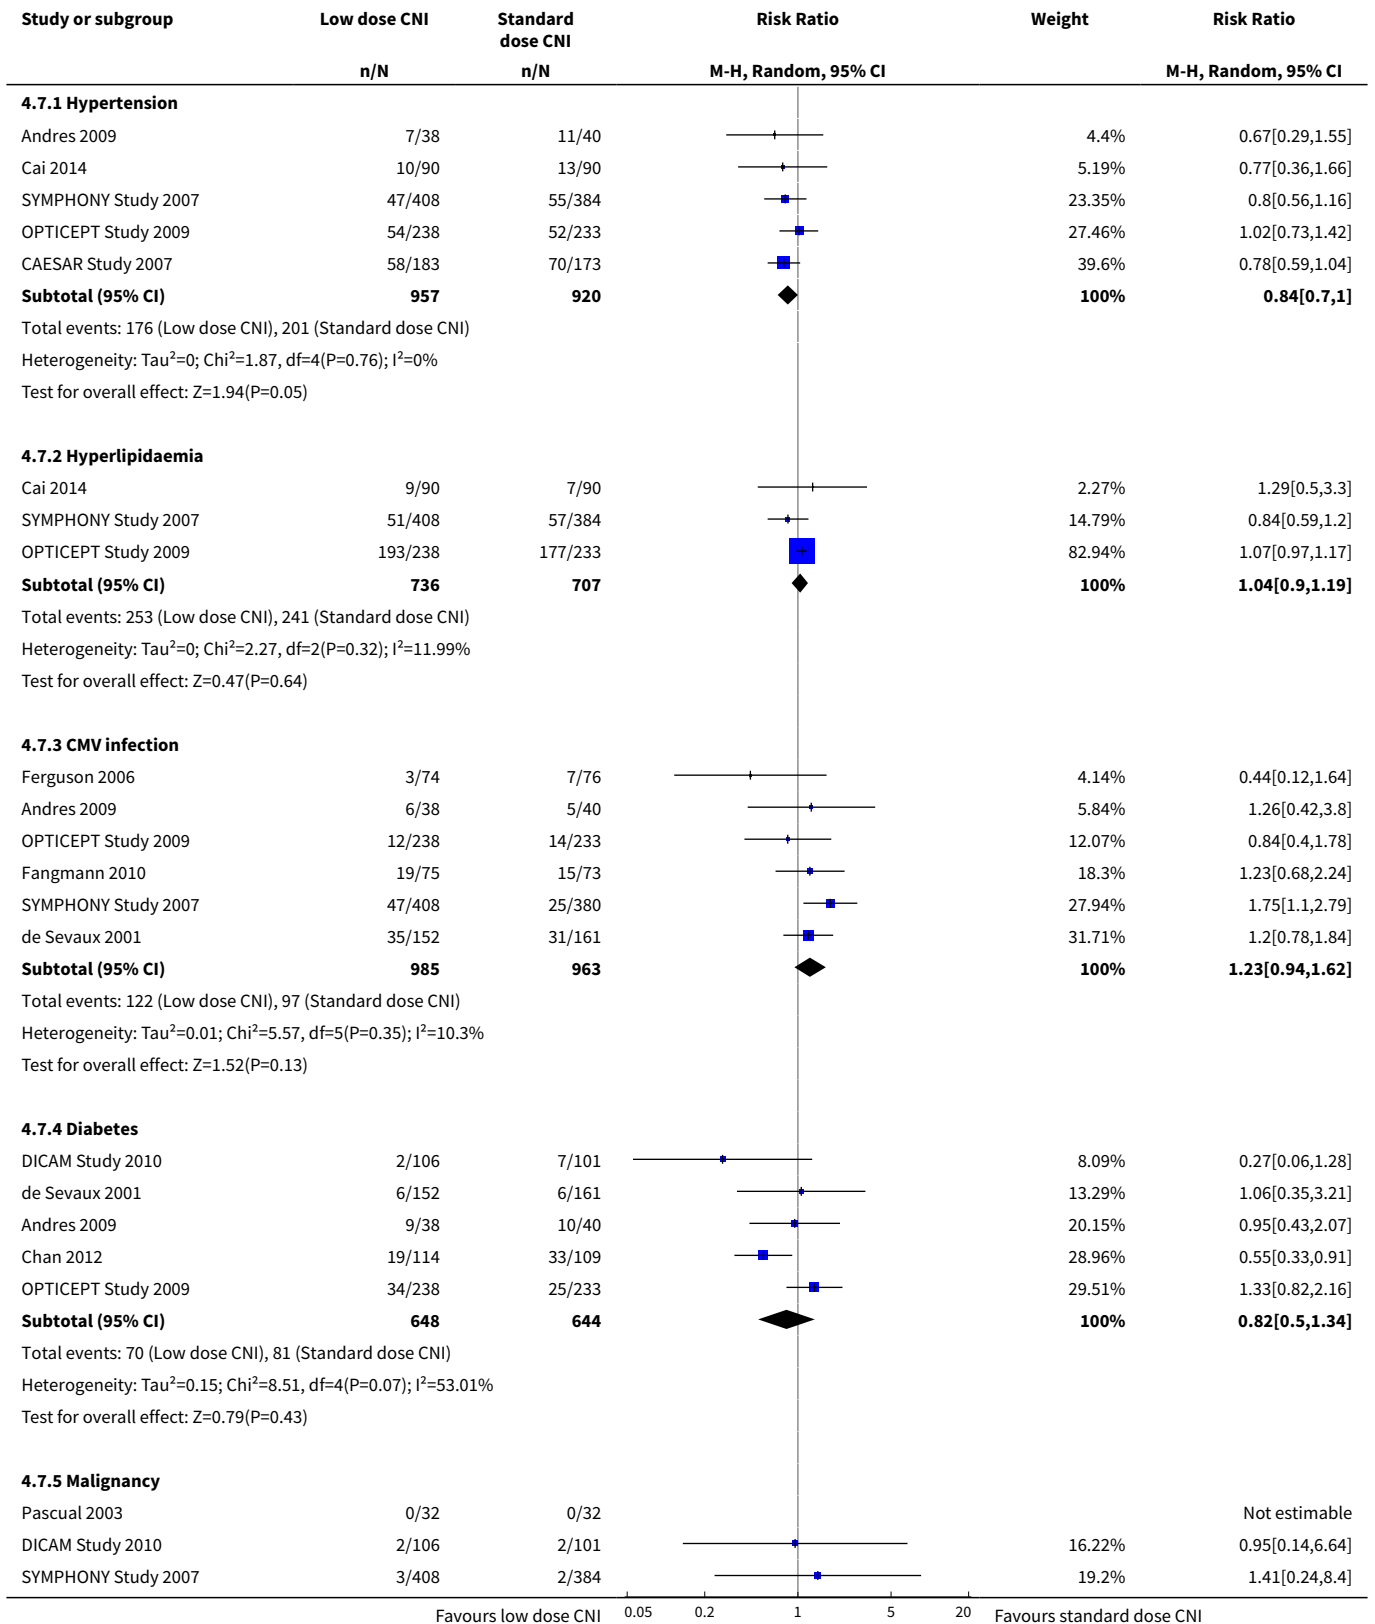 Study or subgroup Low dose CNI Standard dose CNI Risk Ratio Weight Risk Ratio
n/N n/N M-H, Random, 95% CI M-H, Random, 95% CI
4.7.1 Hypertension
Andres 2009 7/38 11/40 4.4% 0.67[0.29,1.55]
Cai 2014 10/90 13/90 5.19% 0.77[0.36,1.66]
SYMPHONY Study 2007 47/408 55/384 23.35% 0.8[0.56,1.16]
OPTICEPT Study 2009 54/238 52/233 27.46% 1.02[0.73,1.42]
CAESAR Study 2007 58/183 70/173 39.6% 0.78[0.59,1.04]
Subtotal (95% CI) 957 920 100% 0.84[0.7,1]
Total events: 176 (Low dose CNI), 201 (Standard dose CNI)
Heterogeneity: Tau²=0; Chi²=1.87, df=4(P=0.76); I²=0%
Test for overall effect: Z=1.94(P=0.05)
4.7.2 Hyperlipidaemia
Cai 2014 9/90 7/90 2.27% 1.29[0.5,3.3]
SYMPHONY Study 2007 51/408 57/384 14.79% 0.84[0.59,1.2]
OPTICEPT Study 2009 193/238 177/233 82.94% 1.07[0.97,1.17]
Subtotal (95% CI) 736 707 100% 1.04[0.9,1.19]
Total events: 253 (Low dose CNI), 241 (Standard dose CNI)
Heterogeneity: Tau²=0; Chi²=2.27, df=2(P=0.32); I²=11.99%
Test for overall effect: Z=0.47(P=0.64)
4.7.3 CMV infection
Ferguson 2006 3/74 7/76 4.14% 0.44[0.12,1.64]
Andres 2009 6/38 5/40 5.84% 1.26[0.42,3.8]
OPTICEPT Study 2009 12/238 14/233 12.07% 0.84[0.4,1.78]
Fangmann 2010 19/75 15/73 18.3% 1.23[0.68,2.24]
SYMPHONY Study 2007 47/408 25/380 27.94% 1.75[1.1,2.79]
de Sevaux 2001 35/152 31/161 31.71% 1.2[0.78,1.84]
Subtotal (95% CI) 985 963 100% 1.23[0.94,1.62]
Total events: 122 (Low dose CNI), 97 (Standard dose CNI)
Heterogeneity: Tau²=0.01; Chi²=5.57, df=5(P=0.35); I²=10.3%
Test for overall effect: Z=1.52(P=0.13)
4.7.4 Diabetes
DICAM Study 2010 2/106 7/101 8.09% 0.27[0.06,1.28]
de Sevaux 2001 6/152 6/161 13.29% 1.06[0.35,3.21]
Andres 2009 9/38 10/40 20.15% 0.95[0.43,2.07]
Chan 2012 19/114 33/109 28.96% 0.55[0.33,0.91]
OPTICEPT Study 2009 34/238 25/233 29.51% 1.33[0.82,2.16]
Subtotal (95% CI) 648 644 100% 0.82[0.5,1.34]
Total events: 70 (Low dose CNI), 81 (Standard dose CNI)
Heterogeneity: Tau²=0.15; Chi²=8.51, df=4(P=0.07); I²=53.01%
Test for overall effect: Z=0.79(P=0.43)
4.7.5 Malignancy
Pascual 2003 0/32 0/32 Not estimable
DICAM Study 2010 2/106 2/101 16.22% 0.95[0.14,6.64]
SYMPHONY Study 2007 3/408 2/384 19.2% 1.41[0.24,8.4]
Favours low dose CNI 0.05 0.2 1 5 20 Favours standard dose CNI